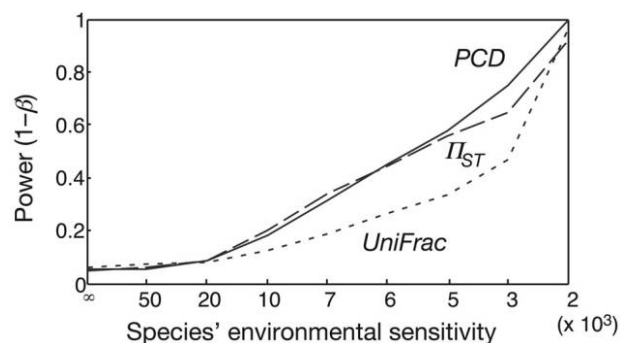 1
0.8
0.6
0.4
0.2
0
Power (1–β)
PCD
Π_ST
UniFrac
∞ 50 20 10 7 6 5 3 2
(x 10³)
Species' environmental sensitivity